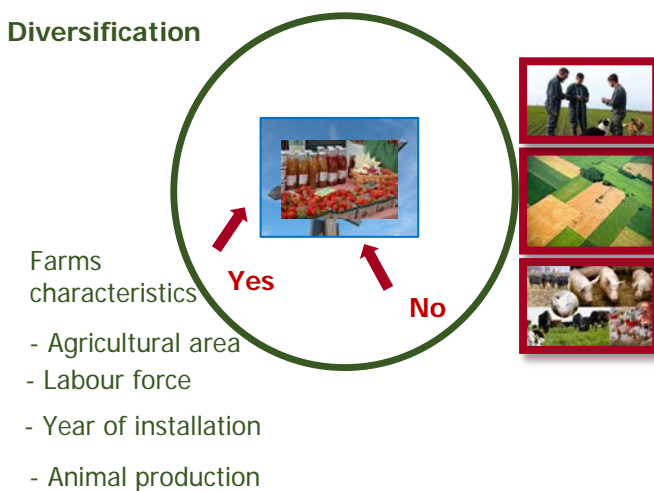 Diversification
Farms
characteristics
Yes
No
- Agricultural area
- Labour force
- Year of installation
- Animal production